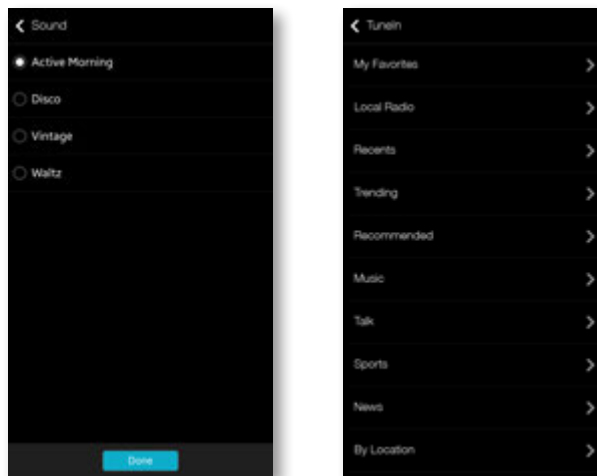 Sound
Active Morning
Disco
Vintage
Waltz
Done
TuneIn
My Favorites
Local Radio
Recents
Trending
Recommended
Music
Talk
Sports
News
By Location